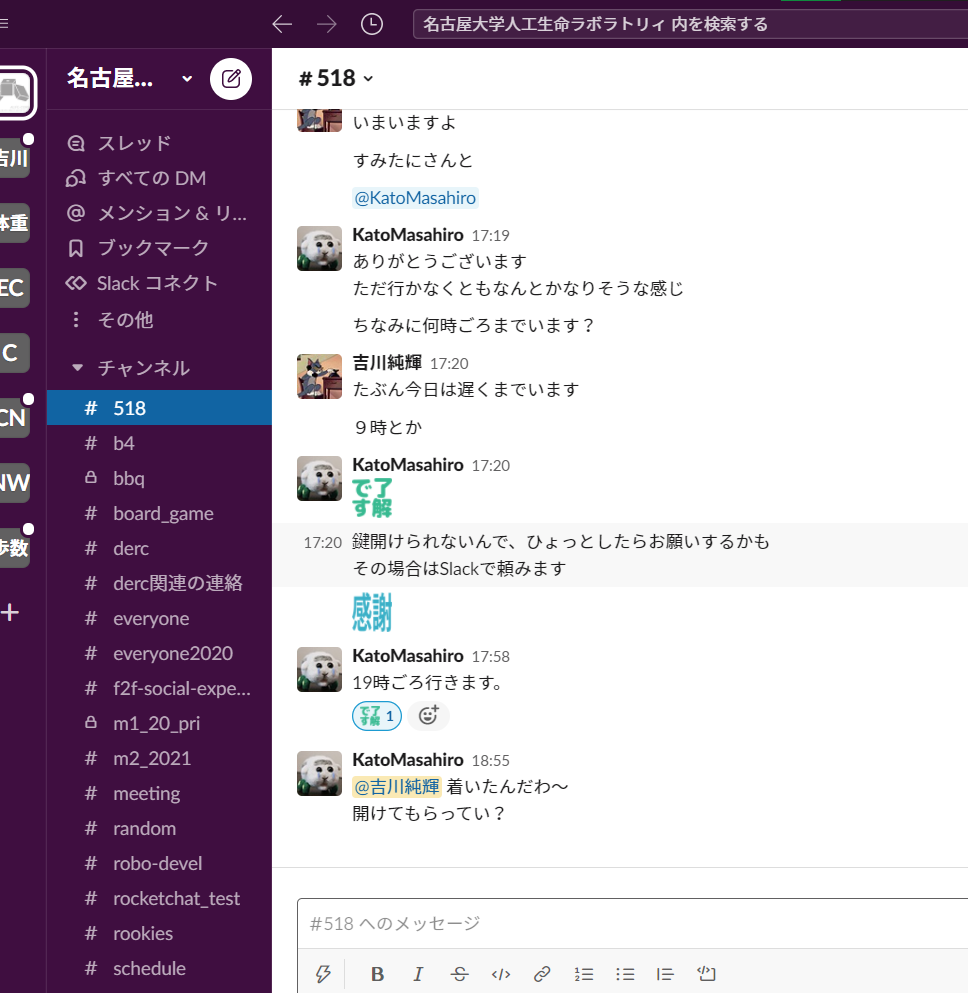 名古屋大学人工生命ラボラトリィ 内を検索する
名古屋...
吉川
体重
EC
C
CN
NW
歩数
スレッド
すべての DM
メンション & リ...
ブックマーク
Slack コネクト
その他
チャンネル
# 518
# b4
bbq
# board_game
# derc
# derc関連の連絡
# everyone
# everyone2020
# f2f-social-expe...
m1_20_pri
# m2_2021
# meeting
# random
# robo-devel
# rocketchat_test
# rookies
# schedule
# 518
いまいますよ
すみたにさんと
@KatoMasahiro
KatoMasahiro 17:19
ありがとうございます
ただ行かなくともなんとかなりそうな感じ
ちなみに何時ごろまでいます？
吉川純輝 17:20
たぶん今日は遅くまでいます
９時とか
KatoMasahiro 17:20
で了
す解
17:20 鍵開けられないんで、ひょっとしたらお願いするかも
その場合はSlackで頼みます
感謝
KatoMasahiro 17:58
19時ごろ行きます。
で了
す解 1
KatoMasahiro 18:55
@吉川純輝 着いたんだわ〜
開けてもらってい？
#518 へのメッセージ
B I S